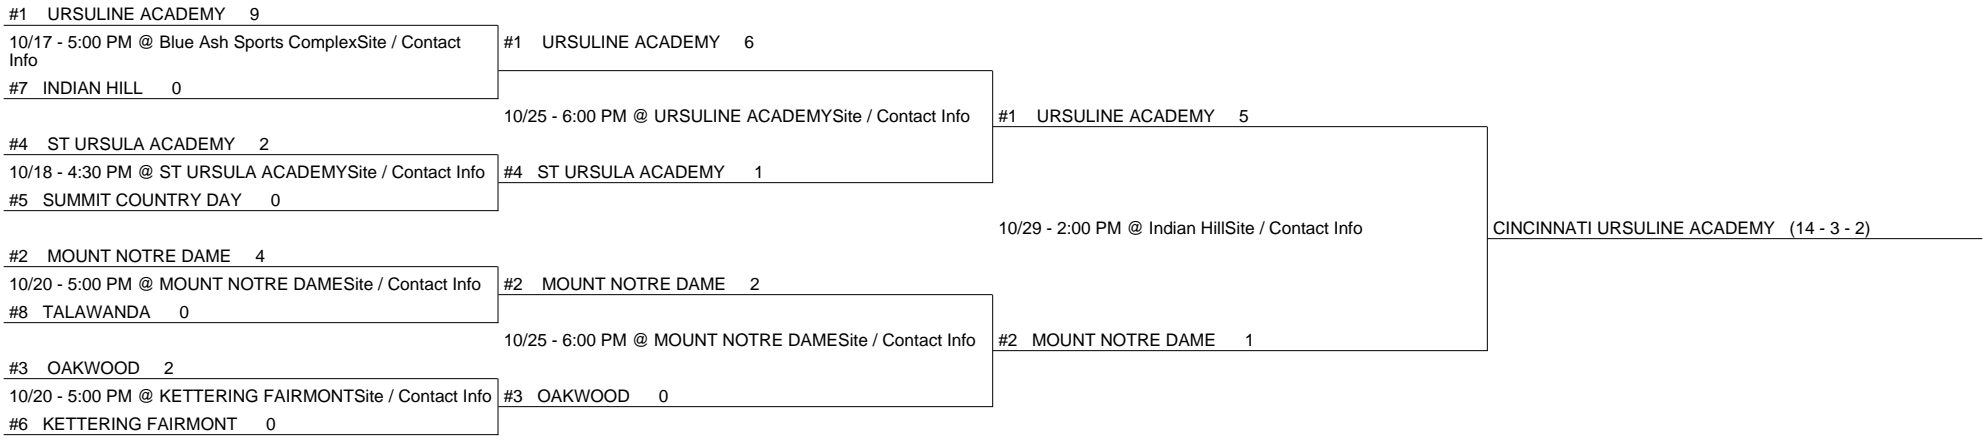 #1 URSULINE ACADEMY 9
10/17 - 5:00 PM @ Blue Ash Sports ComplexSite / Contact
Info
#7 INDIAN HILL 0
#4 ST URSULA ACADEMY 2
10/18 - 4:30 PM @ ST URSULA ACADEMYSite / Contact Info
#5 SUMMIT COUNTRY DAY 0
#2 MOUNT NOTRE DAME 4
10/20 - 5:00 PM @ MOUNT NOTRE DAMESite / Contact Info
#8 TALAWANDA 0
#3 OAKWOOD 2
10/20 - 5:00 PM @ KETTERING FAIRMONTSite / Contact Info
#6 KETTERING FAIRMONT 0
#1 URSULINE ACADEMY 6
10/25 - 6:00 PM @ URSULINE ACADEMYSite / Contact Info
#4 ST URSULA ACADEMY 1
#2 MOUNT NOTRE DAME 2
10/25 - 6:00 PM @ MOUNT NOTRE DAMESite / Contact Info
#3 OAKWOOD 0
#1 URSULINE ACADEMY 5
10/29 - 2:00 PM @ Indian HillSite / Contact Info
#2 MOUNT NOTRE DAME 1
CINCINNATI URSULINE ACADEMY (14 - 3 - 2)